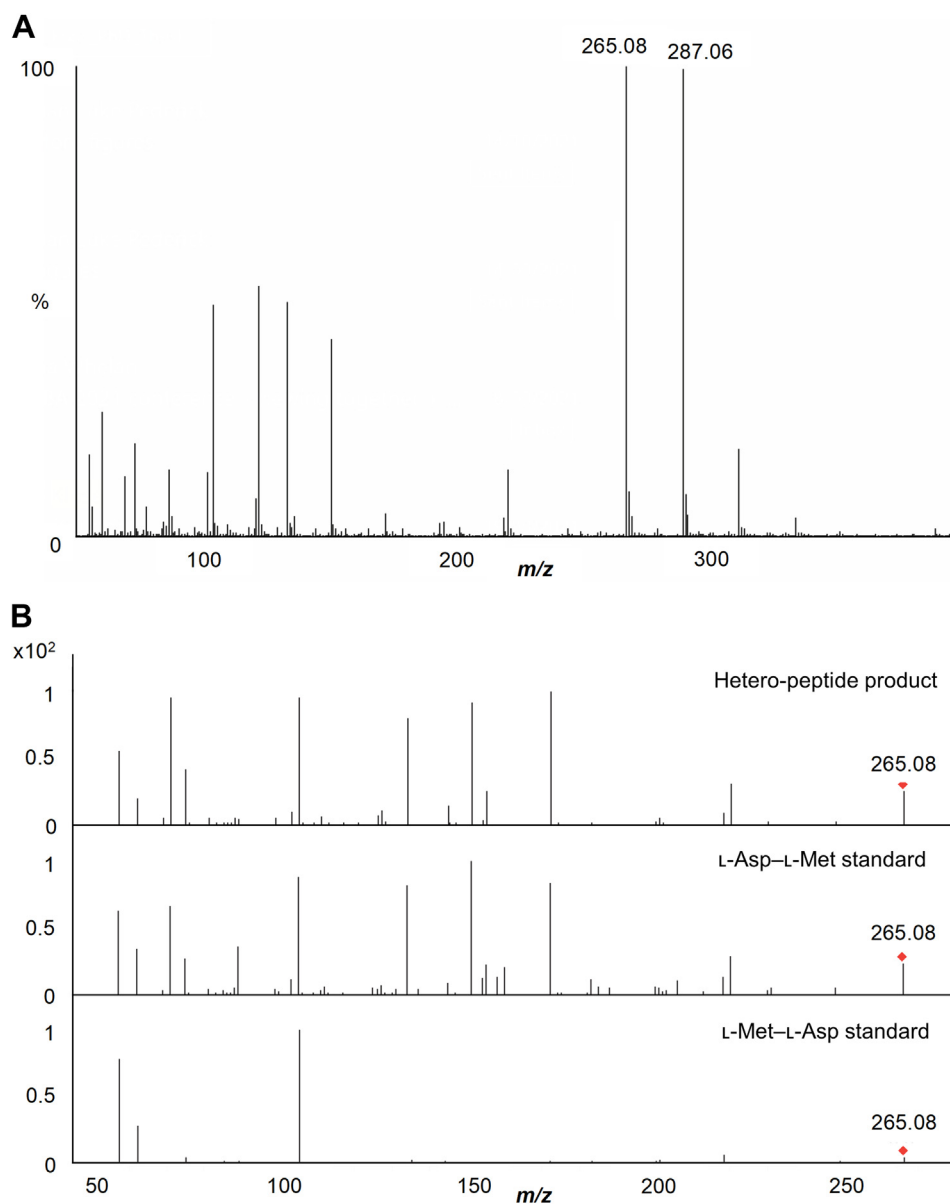 A
265.08 287.06
100
%
0
100 200 300
m/z
B
x10²
1
Hetero-peptide product
0.5
265.08
0
1
ʟ-Asp–ʟ-Met standard
0.5
265.08
0
1
ʟ-Met–ʟ-Asp standard
0.5
265.08
0
50 100 150 200 250
m/z